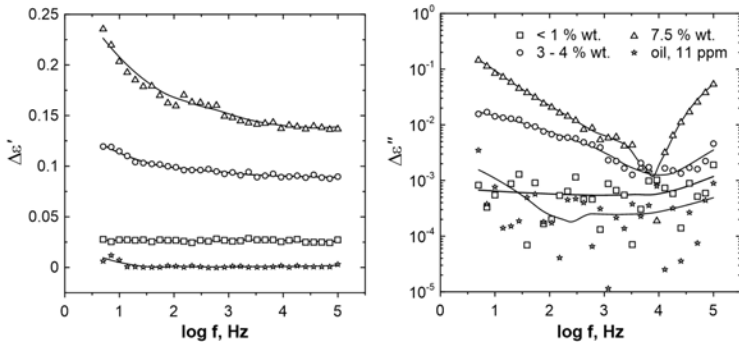 0.25
0.20
0.15
0.10
0.05
0
Δε′
0 1 2 3 4 5
log f, Hz
10⁰
10⁻¹
10⁻²
10⁻³
10⁻⁴
10⁻⁵
Δε″
< 1 % wt. 7.5 % wt.
3 - 4 % wt. oil, 11 ppm
0 1 2 3 4 5
log f, Hz